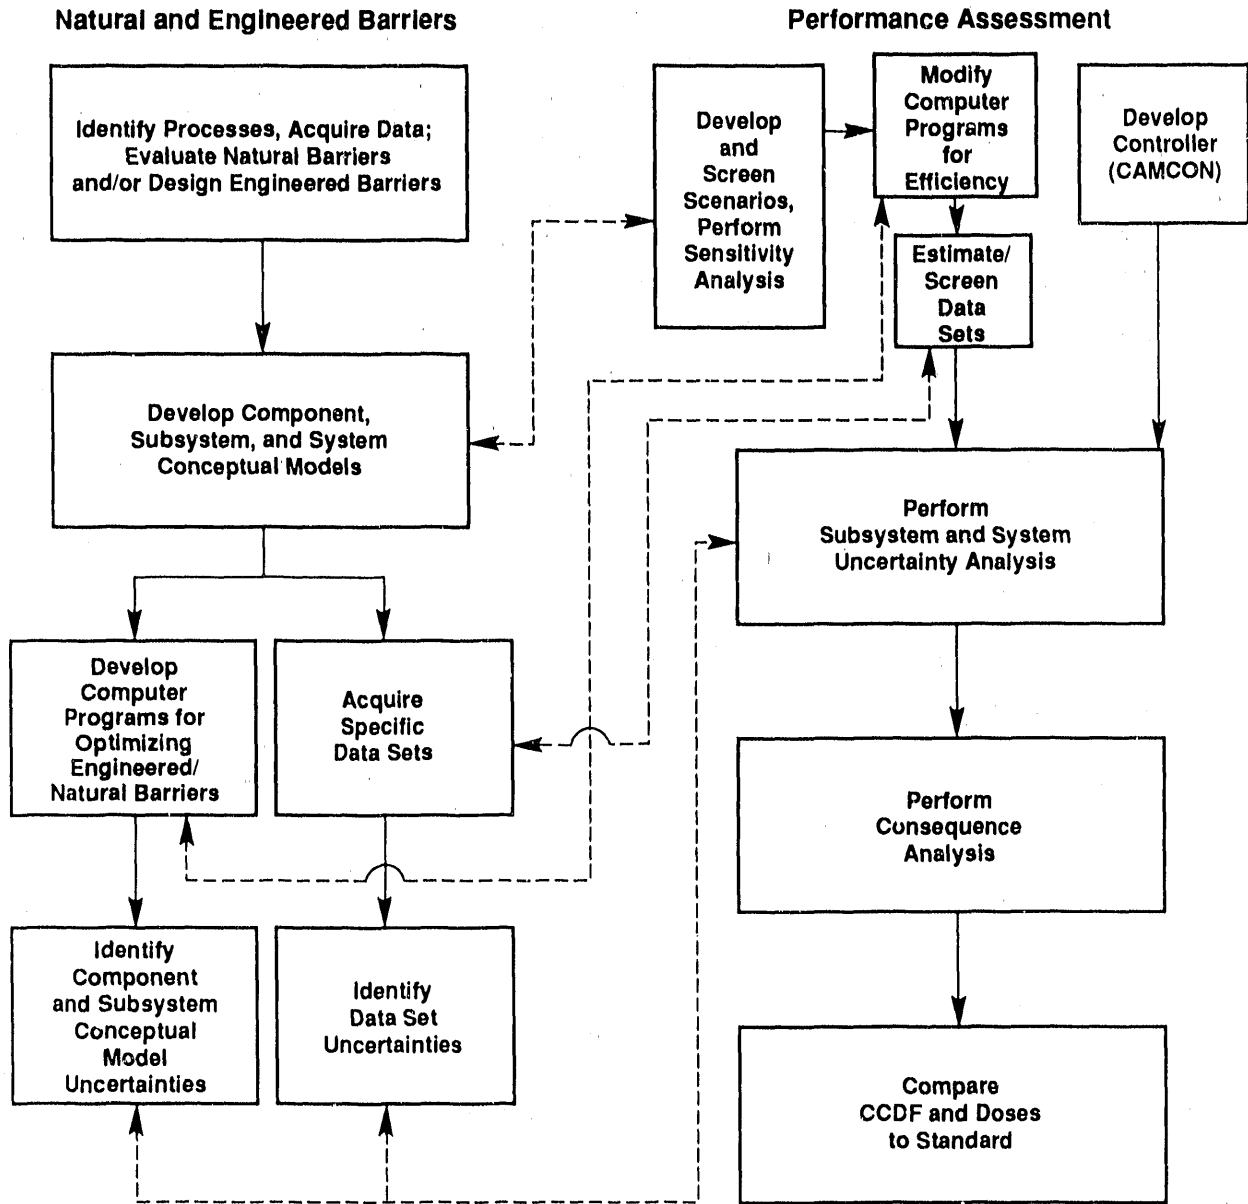 Natural and Engineered Barriers
Identify Processes, Acquire Data;
Evaluate Natural Barriers
and/or Design Engineered Barriers
Develop Component,
Subsystem, and System
Conceptual Models
Develop
Computer
Programs for
Optimizing
Engineered/
Natural Barriers
Acquire
Specific
Data Sets
Identify
Component
and Subsystem
Conceptual
Model
Uncertainties
Identify
Data Set
Uncertainties
Performance Assessment
Develop
and
Screen
Scenarios,
Perform
Sensitivity
Analysis
Modify
Computer
Programs
for
Efficiency
Develop
Controller
(CAMCON)
Estimate/
Screen
Data
Sets
Perform
Subsystem and System
Uncertainty Analysis
Perform
Consequence
Analysis
Compare
CCDF and Doses
to Standard